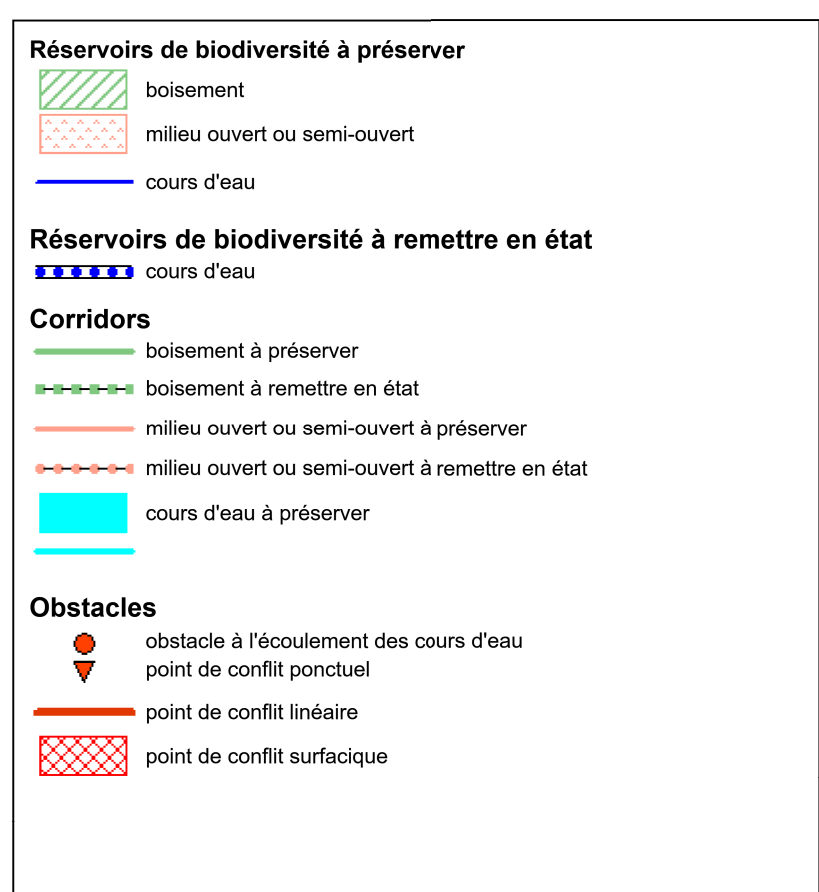 Réservoirs de biodiversité à préserver
boisement
milieu ouvert ou semi-ouvert
cours d'eau
Réservoirs de biodiversité à remettre en état
cours d'eau
Corridors
boisement à préserver
boisement à remettre en état
milieu ouvert ou semi-ouvert à préserver
milieu ouvert ou semi-ouvert à remettre en état
cours d'eau à préserver
Obstacles
obstacle à l'écoulement des cours d'eau
point de conflit ponctuel
point de conflit linéaire
point de conflit surfacique